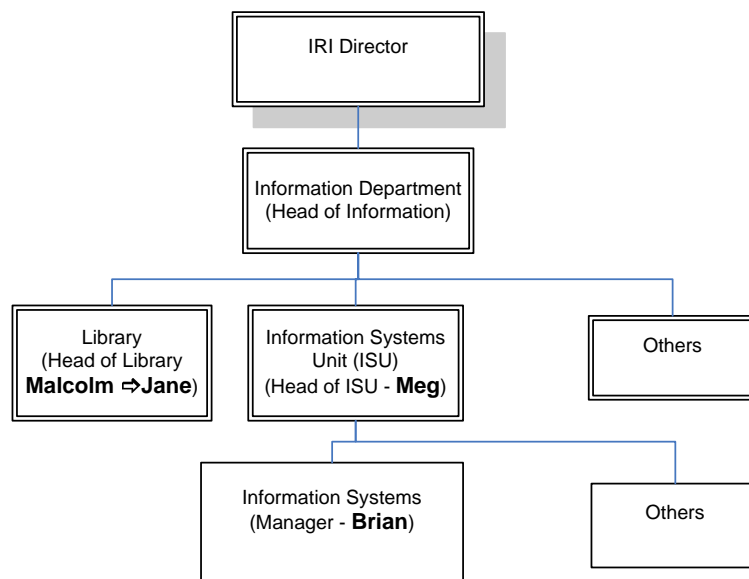 IRI Director
Information Department
(Head of Information)
Library
(Head of Library
Malcolm ⇨Jane)
Information Systems
Unit (ISU)
(Head of ISU - Meg)
Others
Information Systems
(Manager - Brian)
Others